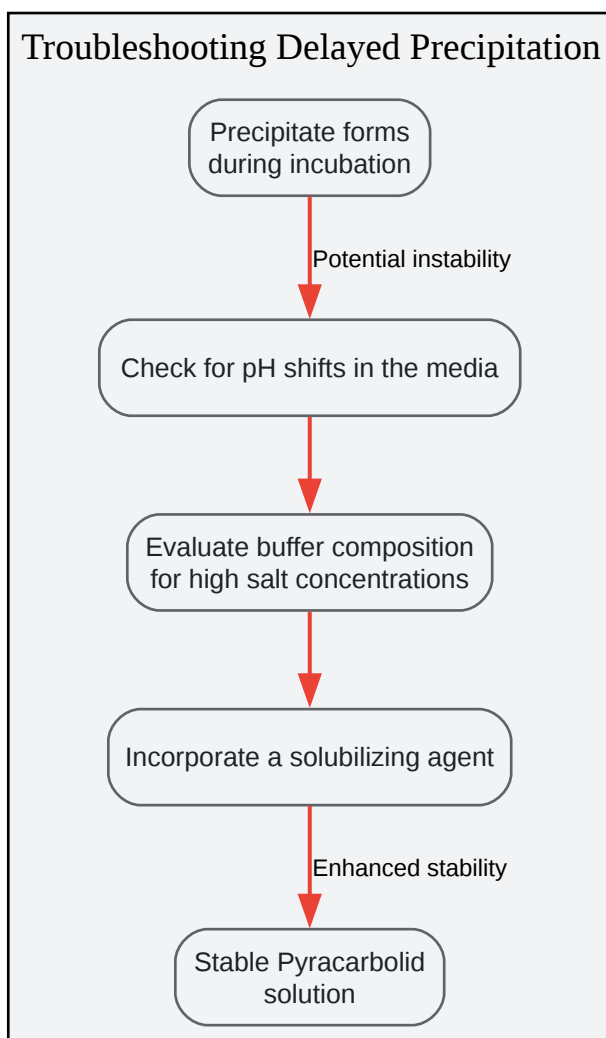 Troubleshooting Delayed Precipitation
Precipitate forms
during incubation
Potential instability
Check for pH shifts in the media
Evaluate buffer composition
for high salt concentrations
Incorporate a solubilizing agent
Enhanced stability
Stable Pyracarbolid
solution